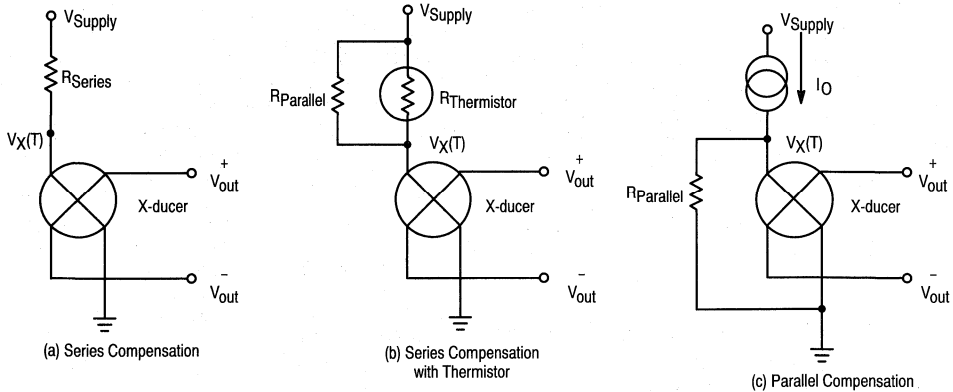 VSupply
RSeries
VX(T)
+
Vout
X-ducer
−
Vout
(a) Series Compensation
VSupply
RParallel
RThermistor
VX(T)
+
Vout
X-ducer
−
Vout
(b) Series Compensation
with Thermistor
VSupply
IO
VX(T)
RParallel
+
Vout
X-ducer
−
Vout
(c) Parallel Compensation